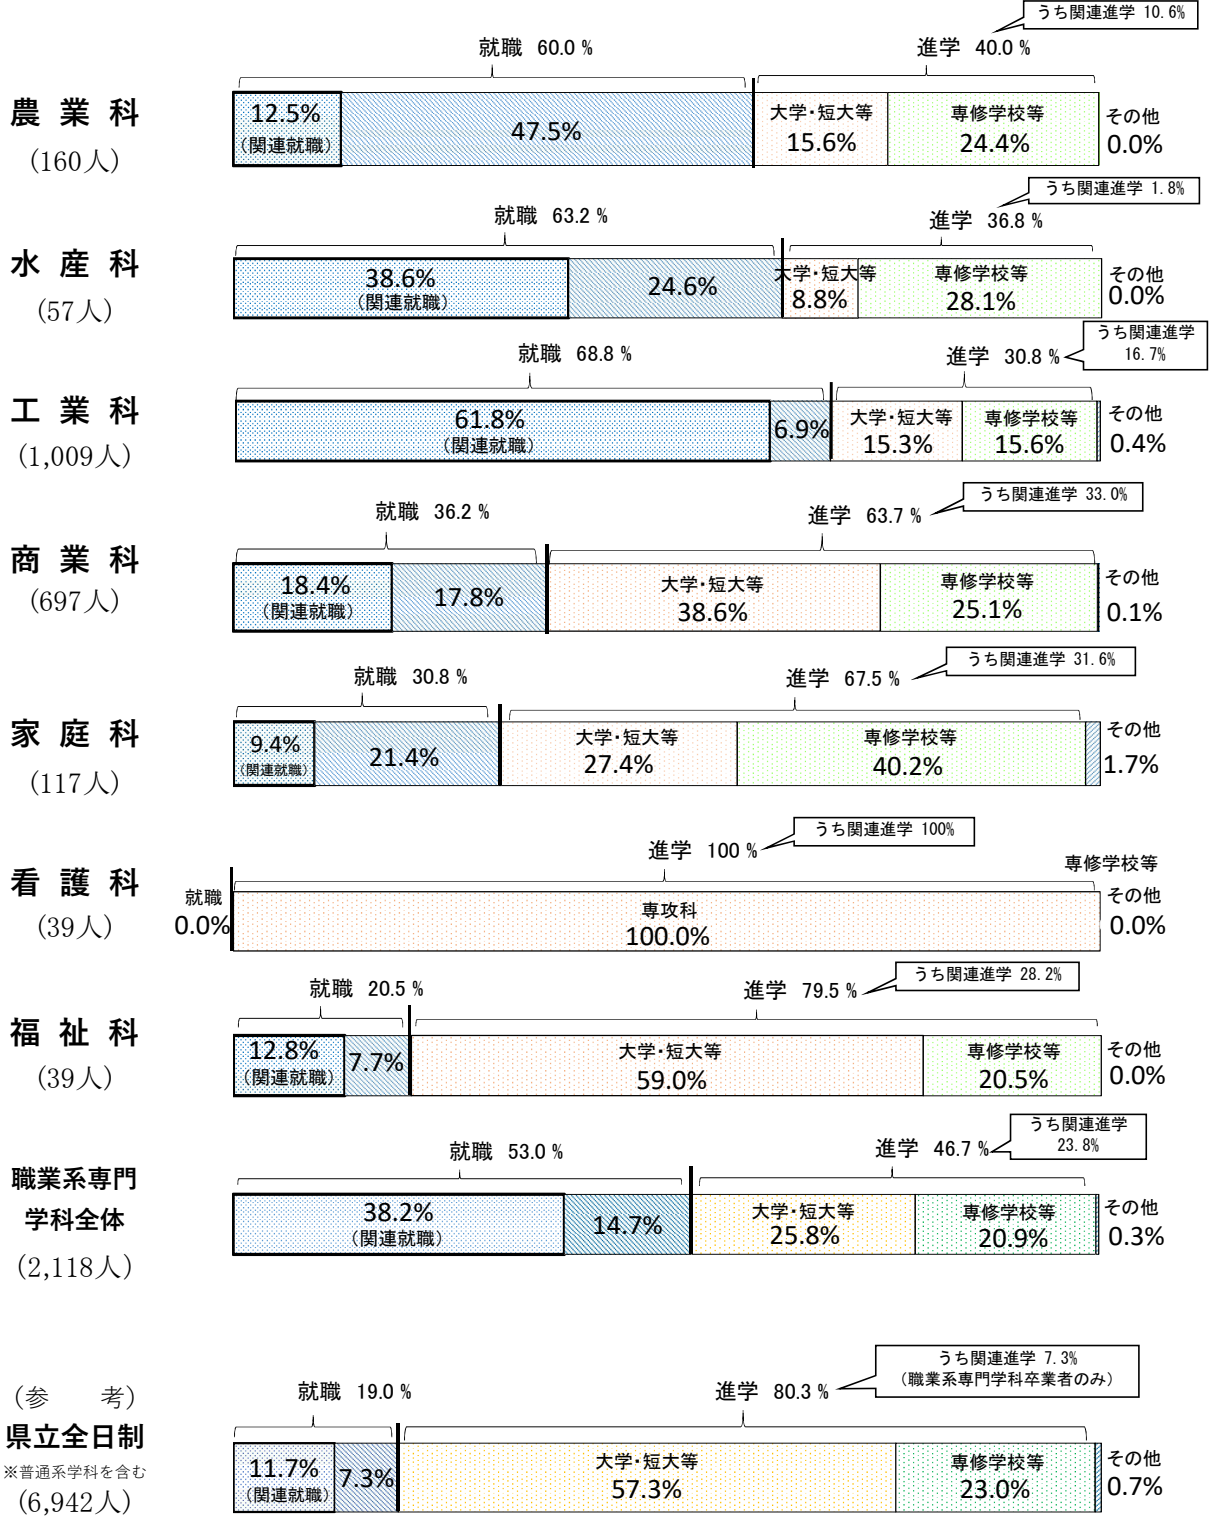 うち関連進学 10.6%
就職 60.0 %
進学 40.0 %
農 業 科
(160人)
12.5%
(関連就職)
47.5%
大学・短大等
15.6%
専修学校等
24.4%
その他
0.0%
うち関連進学 1.8%
就職 63.2 %
進学 36.8 %
水 産 科
(57人)
38.6%
(関連就職)
24.6%
大学・短大等
8.8%
専修学校等
28.1%
その他
0.0%
うち関連進学
16.7%
就職 68.8 %
進学 30.8 %
工 業 科
(1,009人)
61.8%
(関連就職)
6.9%
大学・短大等
15.3%
専修学校等
15.6%
その他
0.4%
うち関連進学 33.0%
就職 36.2 %
進学 63.7 %
商 業 科
(697人)
18.4%
(関連就職)
17.8%
大学・短大等
38.6%
専修学校等
25.1%
その他
0.1%
うち関連進学 31.6%
就職 30.8 %
進学 67.5 %
家 庭 科
(117人)
9.4%
(関連就職)
21.4%
大学・短大等
27.4%
専修学校等
40.2%
その他
1.7%
うち関連進学 100%
進学 100 %
専修学校等
看 護 科
(39人)
就職
0.0%
専攻科
100.0%
その他
0.0%
うち関連進学 28.2%
就職 20.5 %
進学 79.5 %
福 祉 科
(39人)
12.8%
(関連就職)
7.7%
大学・短大等
59.0%
専修学校等
20.5%
その他
0.0%
うち関連進学
23.8%
就職 53.0 %
進学 46.7 %
職業系専門
学科全体
(2,118人)
38.2%
(関連就職)
14.7%
大学・短大等
25.8%
専修学校等
20.9%
その他
0.3%
うち関連進学 7.3%
(職業系専門学科卒業者のみ)
就職 19.0 %
進学 80.3 %
(参 考)
県立全日制
※普通系学科を含む
(6,942人)
11.7%
(関連就職)
7.3%
大学・短大等
57.3%
専修学校等
23.0%
その他
0.7%